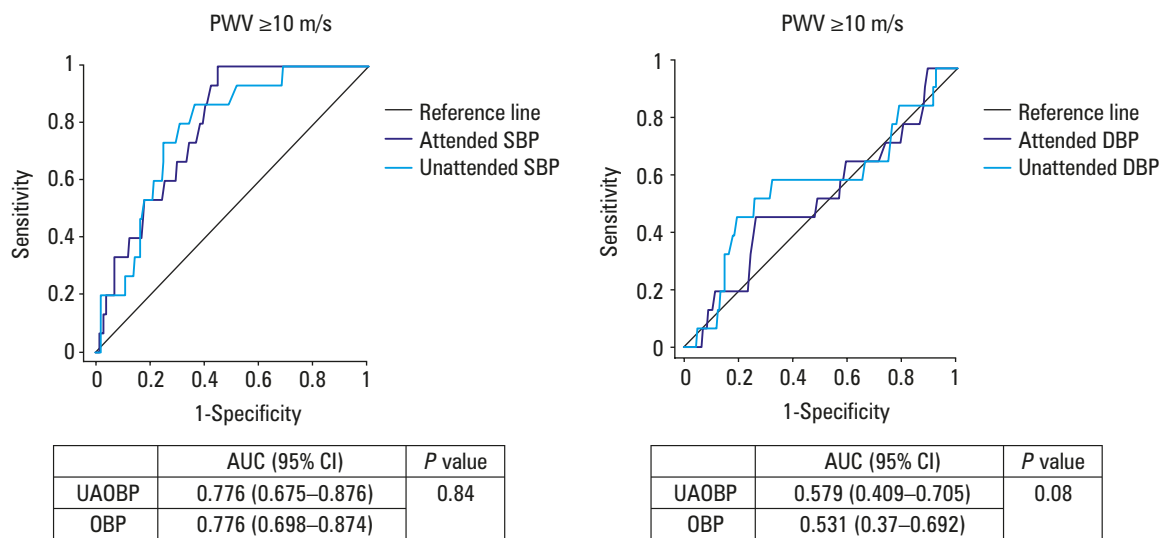 PWV ≥10 m/s
1
0.8
0.6
0.4
0.2
0
Sensitivity
0 0.2 0.4 0.6 0.8 1
1-Specificity
Reference line
Attended SBP
Unattended SBP
AUC (95% CI) P value
UAOBP 0.776 (0.675–0.876) 0.84
OBP 0.776 (0.698–0.874)
PWV ≥10 m/s
1
0.8
0.6
0.4
0.2
0
Sensitivity
0 0.2 0.4 0.6 0.8 1
1-Specificity
Reference line
Attended DBP
Unattended DBP
AUC (95% CI) P value
UAOBP 0.579 (0.409–0.705) 0.08
OBP 0.531 (0.37–0.692)